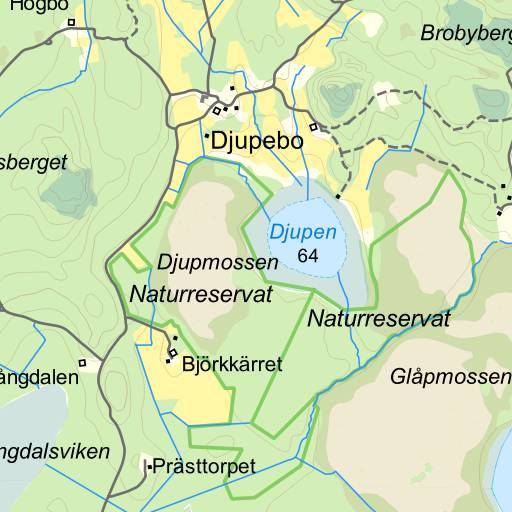 Högbo
Brobyberg
Djupebo
sberget
Djupen
64
Djupmossen
Naturreservat
Naturreservat
Björkkärret
ångdalen
Glåpmossen
ngdalsviken
Prästtorpet